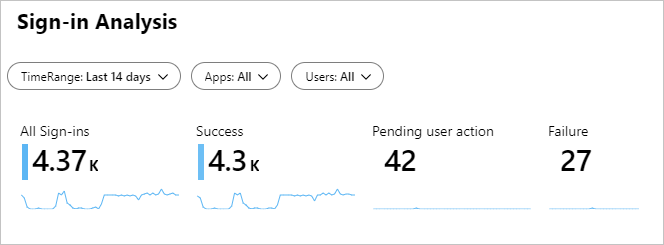 Sign-in Analysis
TimeRange: Last 14 days
Apps: All
Users: All
All Sign-ins
4.37 K
Success
4.3 K
Pending user action
42
Failure
27